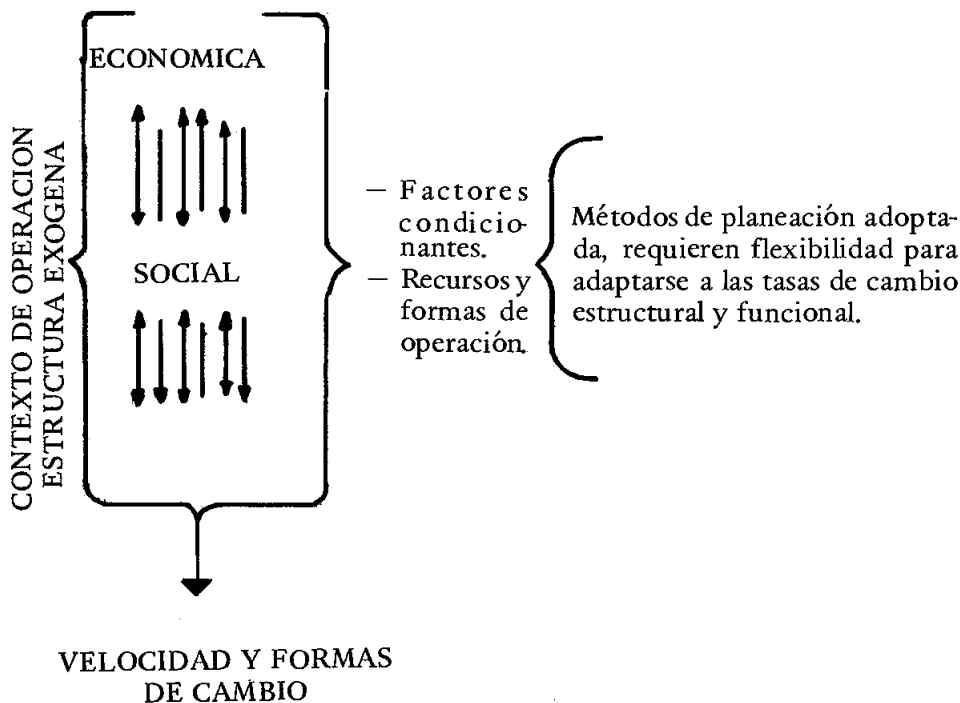 CONTEXTO DE OPERACION
ESTRUCTURA EXOGENA
ECONOMICA
SOCIAL
— Factores
condicio-
nantes.
— Recursos y
formas de
operación.
Métodos de planeación adopta-
da, requieren flexibilidad para
adaptarse a las tasas de cambio
estructural y funcional.
VELOCIDAD Y FORMAS
DE CAMBIO